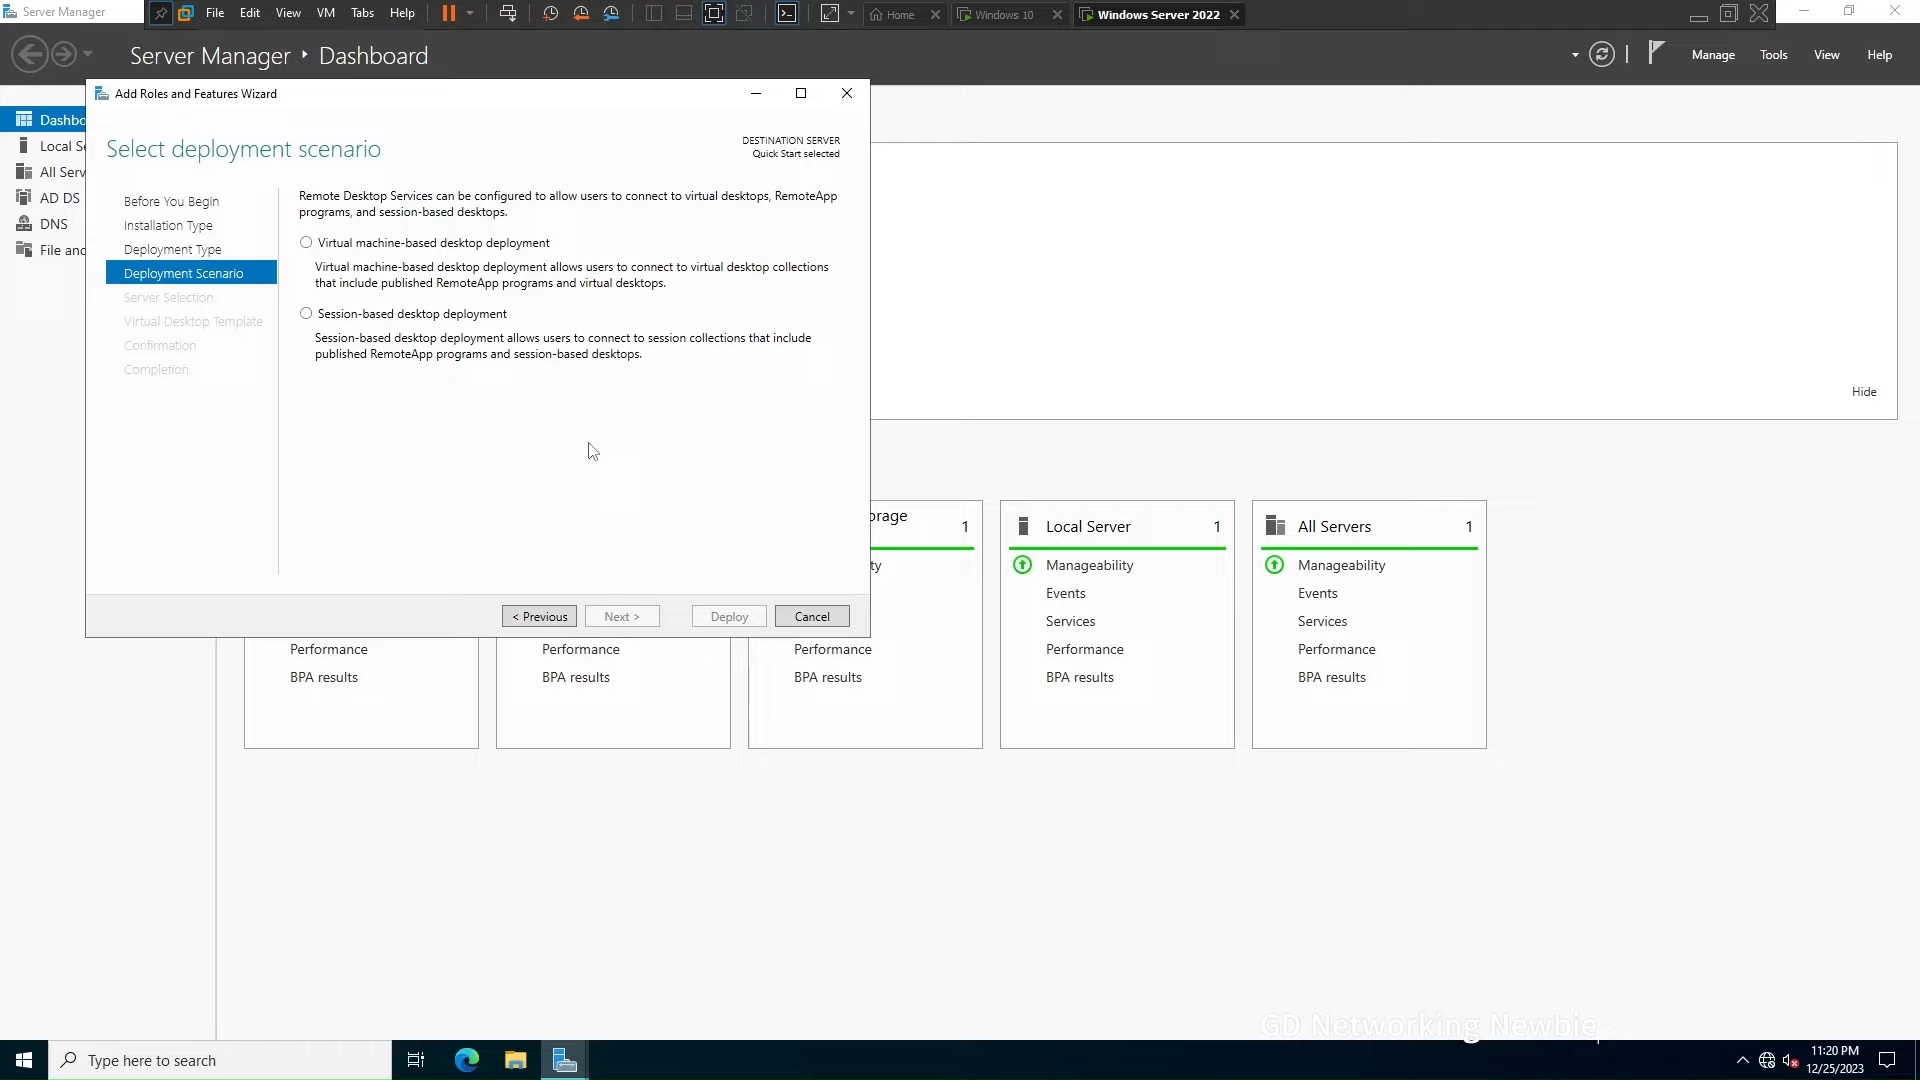 Server Manager
File Edit View VM Tabs Help
Home
Windows 10
Windows Server 2022
Server Manager ‣ Dashboard
Manage Tools View Help
Add Roles and Features Wizard
Dashbo
Local Se
All Serv
AD DS
DNS
File and
Select deployment scenario
DESTINATION SERVER
Quick Start selected
Before You Begin
Installation Type
Deployment Type
Deployment Scenario
Server Selection
Virtual Desktop Template
Confirmation
Completion
Remote Desktop Services can be configured to allow users to connect to virtual desktops, RemoteApp
programs, and session-based desktops.
Virtual machine-based desktop deployment
Virtual machine-based desktop deployment allows users to connect to virtual desktop collections
that include published RemoteApp programs and virtual desktops.
Session-based desktop deployment
Session-based desktop deployment allows users to connect to session collections that include
published RemoteApp programs and session-based desktops.
< Previous
Next >
Deploy
Cancel
Hide
Performance
BPA results
Performance
BPA results
orage
1
ty
Performance
BPA results
Local Server 1
Manageability
Events
Services
Performance
BPA results
All Servers 1
Manageability
Events
Services
Performance
BPA results
GD Networking Newbie
Type here to search
11:20 PM
12/25/2023